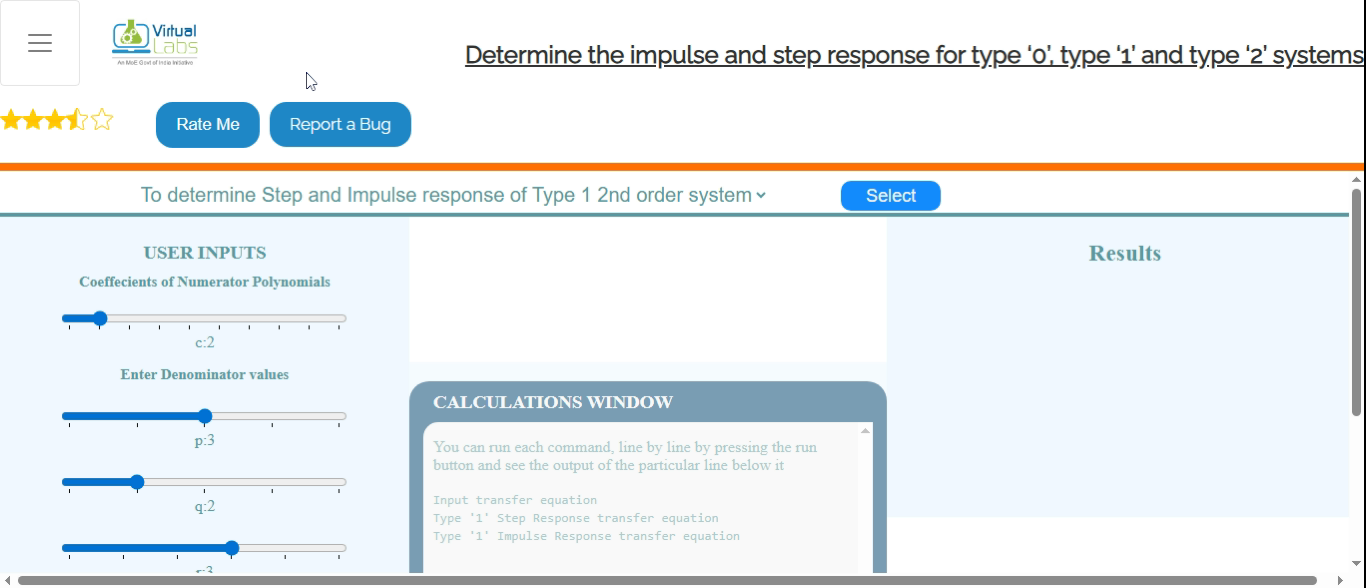 Virtual
Labs
An MoE Govt of India Initiative
Determine the impulse and step response for type ‘0’, type ‘1’ and type ‘2’ systems
Rate Me
Report a Bug
To determine Step and Impulse response of Type 1 2nd order system
Select
USER INPUTS
Coeffecients of Numerator Polynomials
c:2
Enter Denominator values
p:3
q:2
r:3
CALCULATIONS WINDOW
You can run each command, line by line by pressing the run
button and see the output of the particular line below it
Input transfer equation
Type '1' Step Response transfer equation
Type '1' Impulse Response transfer equation
Results